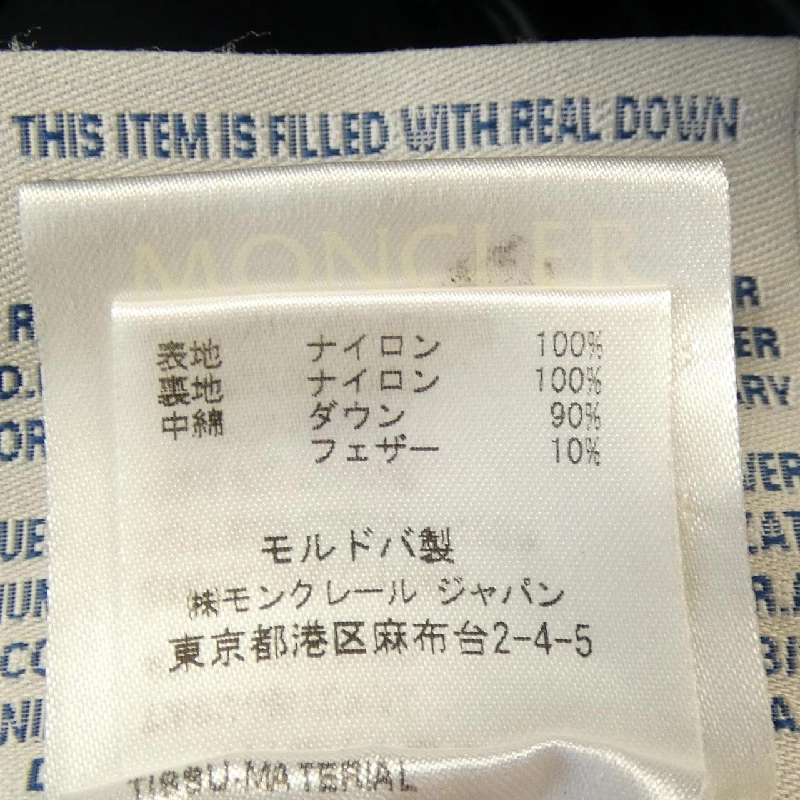 THIS ITEM IS FILLED WITH REAL DOWN
MONCLER
表地 ナイロン 100%
裏地 ナイロン 100%
中綿 ダウン 90%
フェザー 10%
モルドバ製
㈱モンクレール ジャパン
東京都港区麻布台2-4-5
TISSU-MATERIAL